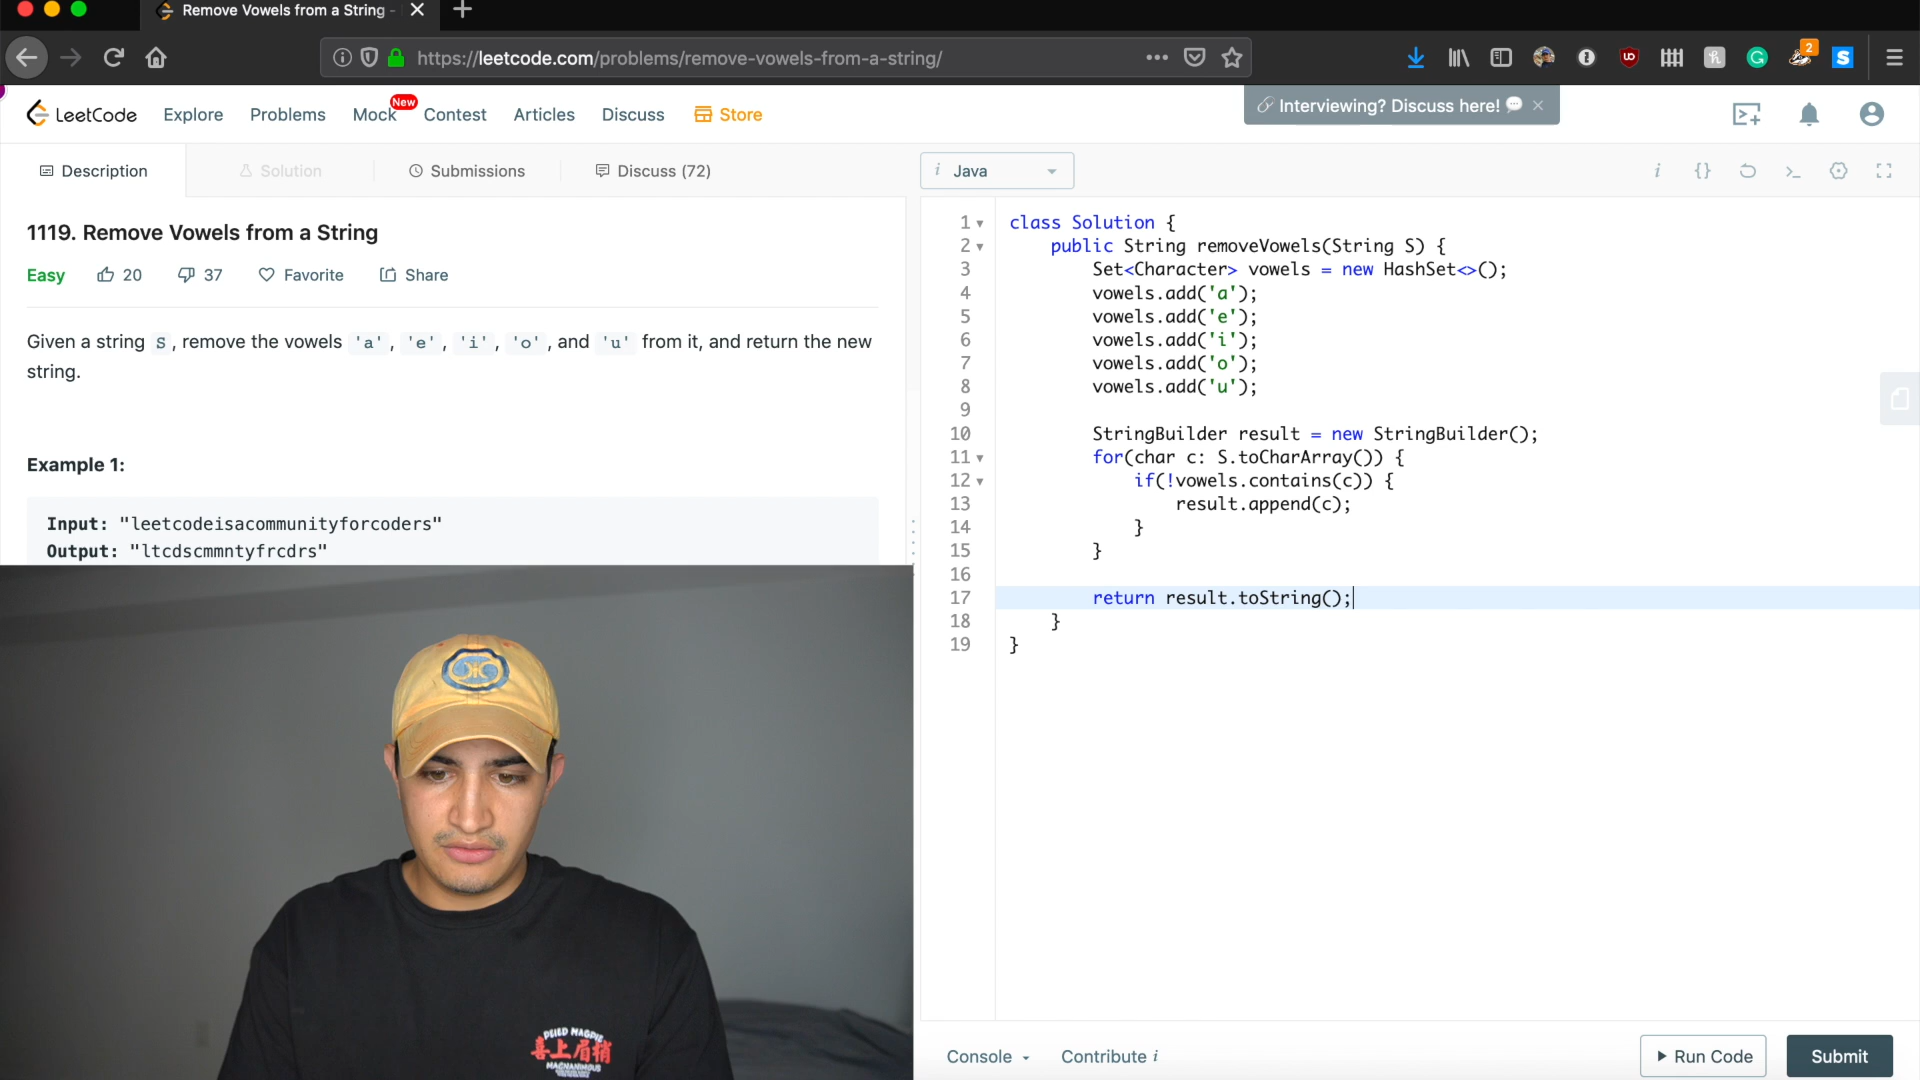 Remove Vowels from a String -
https://leetcode.com/problems/remove-vowels-from-a-string/
2
LeetCode Explore Problems Mock New Contest Articles Discuss Store
Interviewing? Discuss here!
Description
Solution
Submissions
Discuss (72)
i Java
1119. Remove Vowels from a String
Easy 20 37 Favorite Share
Given a string S, remove the vowels 'a', 'e', 'i', 'o', and 'u' from it, and return the new
string.
Example 1:
Input: "leetcodeisacommunityforcoders"
Output: "ltcdscmmntyfrcdrs"
1 class Solution {
2 public String removeVowels(String S) {
3 Set<Character> vowels = new HashSet<>();
4 vowels.add('a');
5 vowels.add('e');
6 vowels.add('i');
7 vowels.add('o');
8 vowels.add('u');
9
10 StringBuilder result = new StringBuilder();
11 for(char c: S.toCharArray()) {
12 if(!vowels.contains(c)) {
13 result.append(c);
14 }
15 }
16
17 return result.toString();
18 }
19 }
喜上眉梢
MAGNANIMOUS
Console
Contribute i
Run Code
Submit